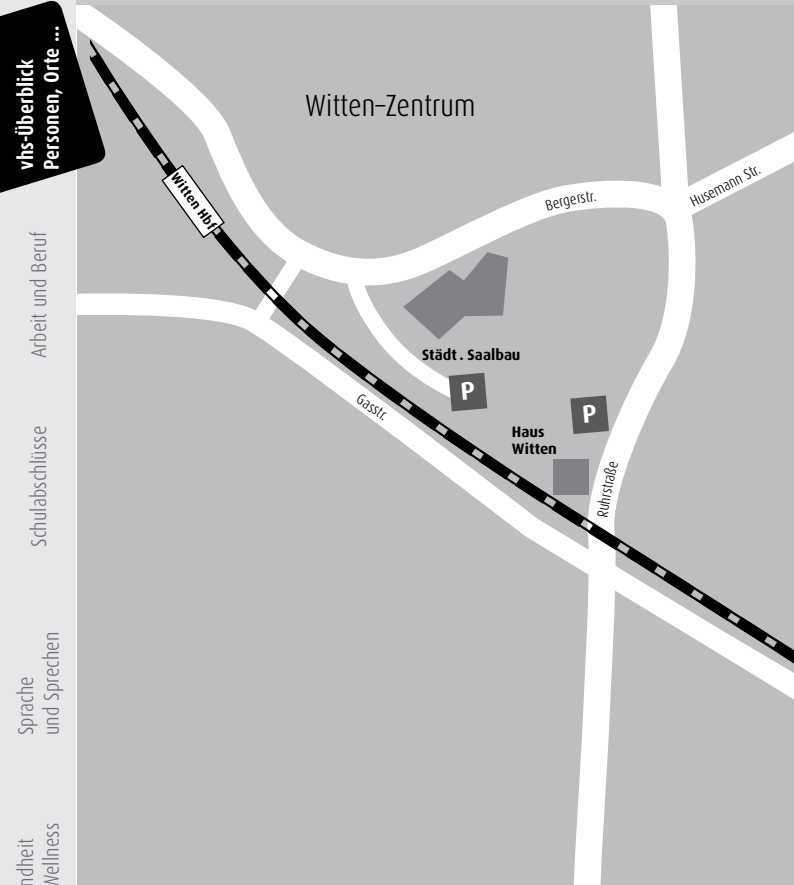 vhs-Überblick
Personen, Orte ...
Arbeit und Beruf
Schulabschlüsse
Sprache
und Sprechen
Wellness
Witten–Zentrum
Witten Hbf
Bergerstr.
Husemann Str.
Städt. Saalbau
P
Gasstr.
P
Haus
Witten
Ruhrstraße